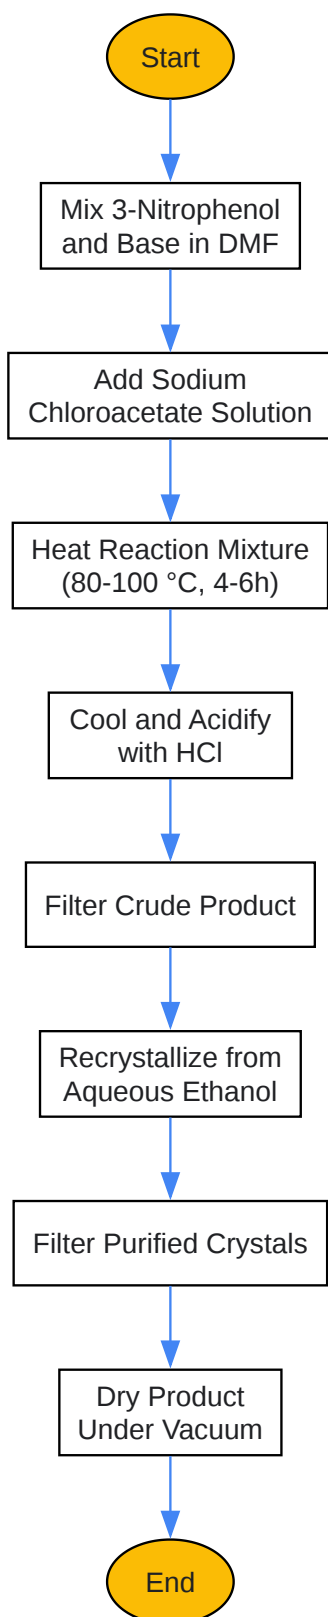 Start
Mix 3-Nitrophenol
and Base in DMF
Add Sodium
Chloroacetate Solution
Heat Reaction Mixture
(80-100 °C, 4-6h)
Cool and Acidify
with HCl
Filter Crude Product
Recrystallize from
Aqueous Ethanol
Filter Purified Crystals
Dry Product
Under Vacuum
End